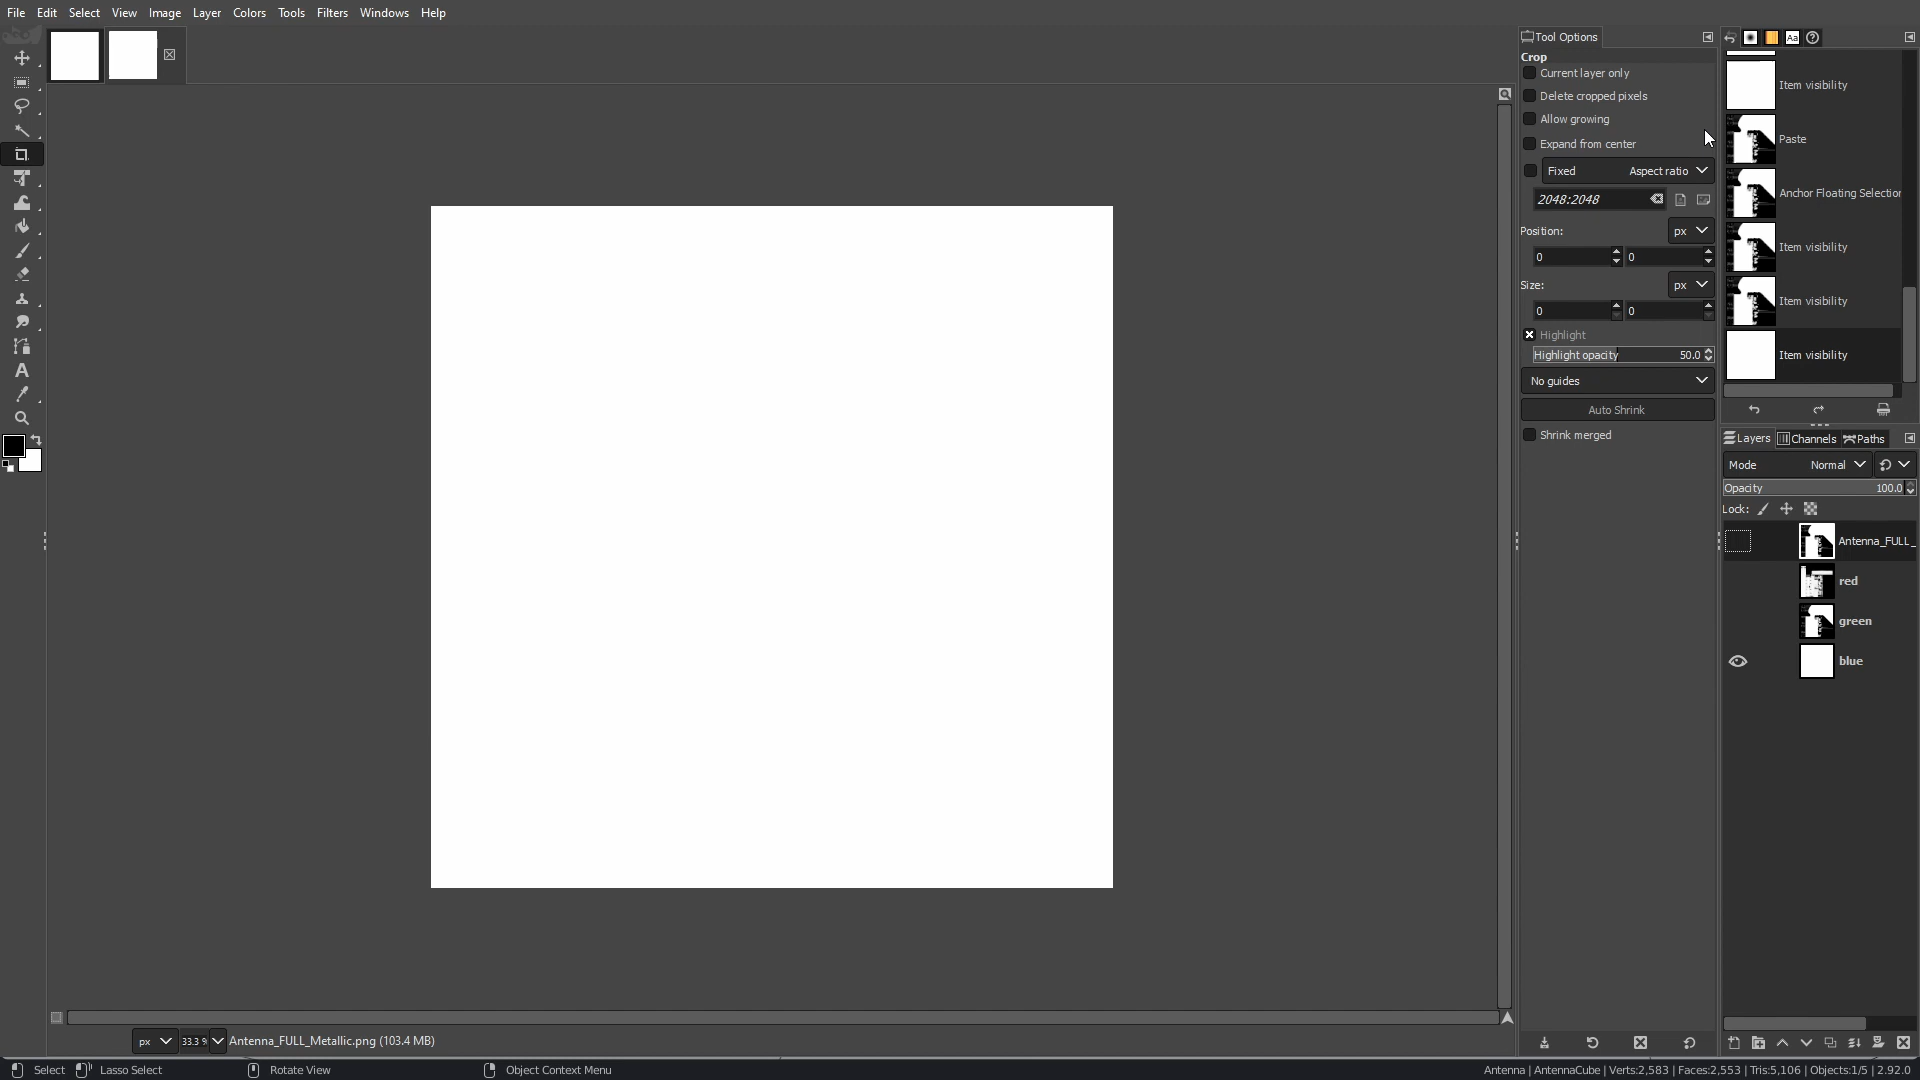 File Edit Select View Image Layer Colors Tools Filters Windows Help
Tool Options
Crop
Current layer only
Delete cropped pixels
Allow growing
Expand from center
Fixed Aspect ratio
2048:2048
Position: px
0 0
Size: px
0 0
Highlight
Highlight opacity 50.0
No guides
Auto Shrink
Shrink merged
Aa
Item visibility
Paste
Anchor Floating Selection
Item visibility
Item visibility
Item visibility
Layers Channels Paths
Mode Normal
Opacity 100.0
Lock:
Antenna_FULL_
red
green
blue
A
px 33.3 % Antenna_FULL_Metallic.png (103.4 MB)
Select Lasso Select Rotate View Object Context Menu Antenna | AntennaCube | Verts:2,583 | Faces:2,553 | Tris:5,106 | Objects:1/5 | 2.92.0